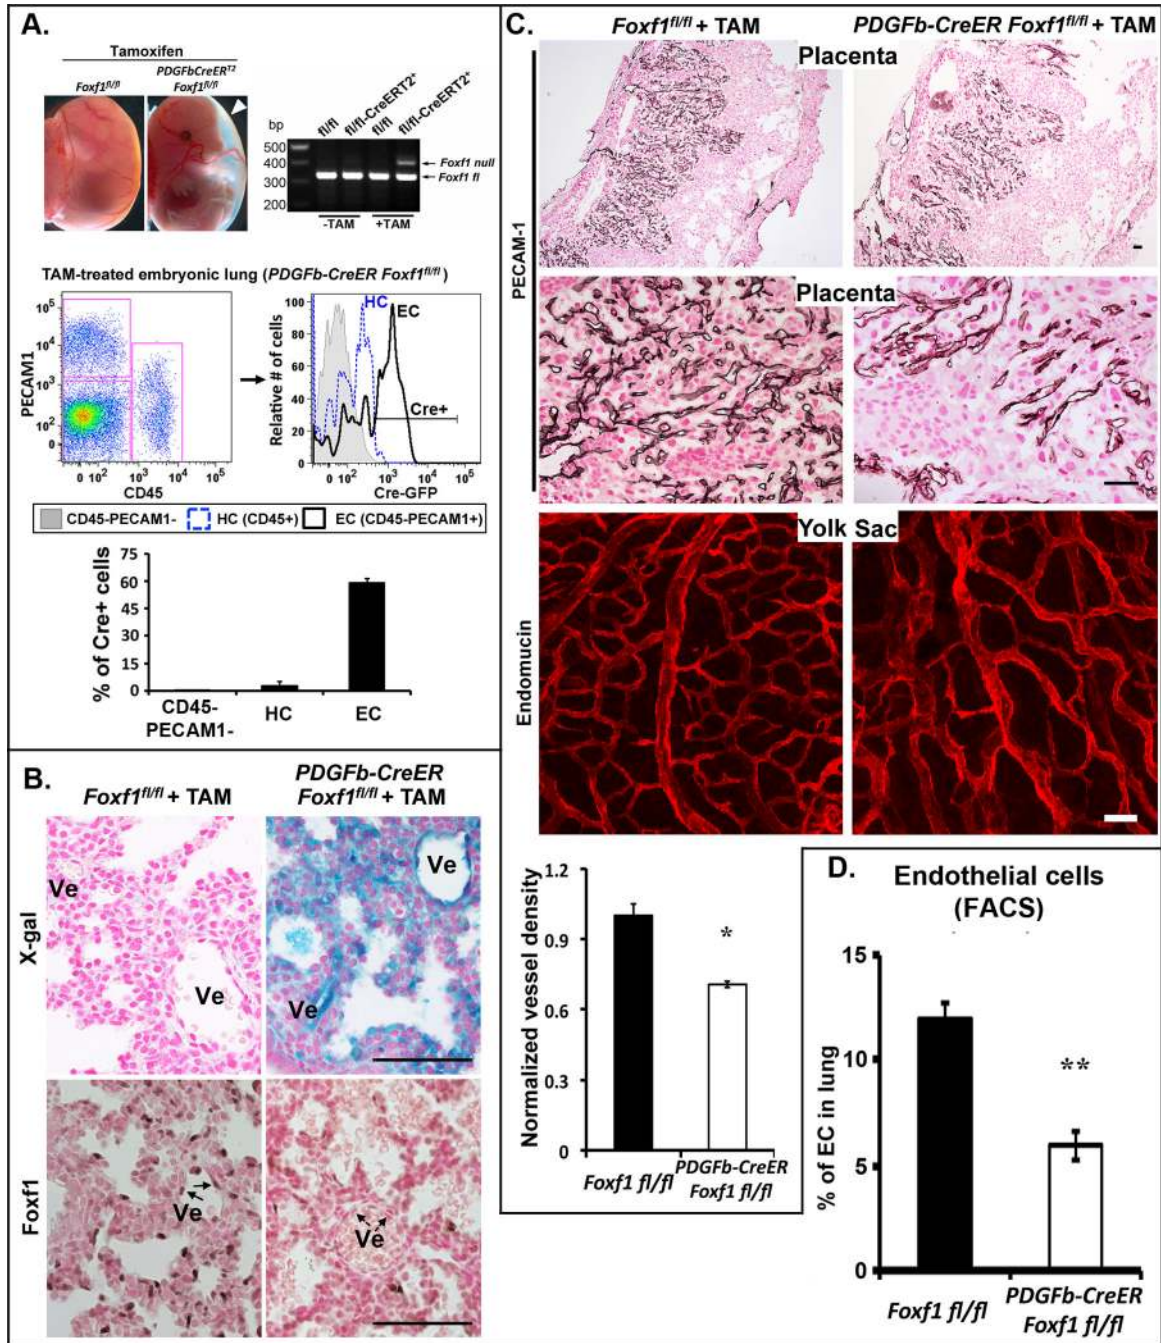 A.
Tamoxifen
Foxf1fl/fl
PDGFbCreERT2
Foxf1fl/fl
bp
500
400
300
200
fl/fl
fl/fl-CreERT2+
fl/fl
fl/fl-CreERT2+
Foxf1 null
Foxf1 fl
-TAM
+TAM
TAM-treated embryonic lung (PDGFb-CreER Foxf1fl/fl)
PECAM1
10⁵
10⁴
10³
10²
0
0 10² 10³ 10⁴ 10⁵
CD45
Relative # of cells
100
80
60
40
20
0
HC
EC
Cre+
0 10² 10³ 10⁴ 10⁵
Cre-GFP
CD45-PECAM1-
HC (CD45+)
EC (CD45-PECAM1+)
% of Cre+ cells
75
60
45
30
15
0
CD45-
PECAM1-
HC
EC
B.
Foxf1fl/fl + TAM
PDGFb-CreER
Foxf1fl/fl + TAM
X-gal
Ve
Ve
Ve
Ve
Foxf1
Ve
Ve
C.
Foxf1fl/fl + TAM
PDGFb-CreER Foxf1fl/fl + TAM
Placenta
PECAM-1
Placenta
Yolk Sac
Endomucin
Normalized vessel density
1.2
0.9
0.6
0.3
0
*
Foxf1 fl/fl
PDGFb-CreER
Foxf1 fl/fl
D.
Endothelial cells
(FACS)
% of EC in lung
15
10
5
0
**
Foxf1 fl/fl
PDGFb-CreER
Foxf1 fl/fl